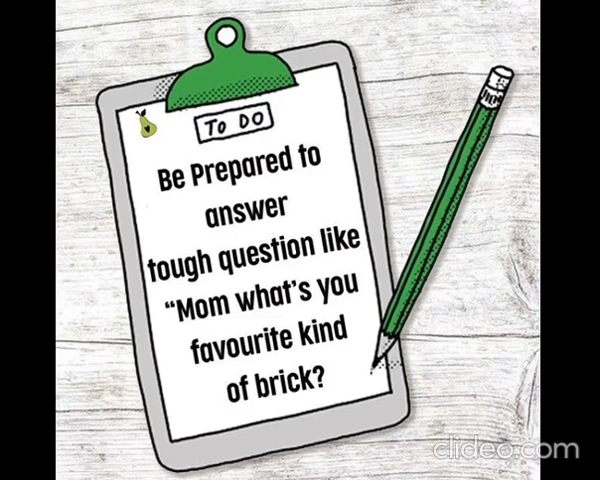 TO DO
Be Prepared to
answer
tough question like
“Mom what’s you
favourite kind
of brick?
clideo.com